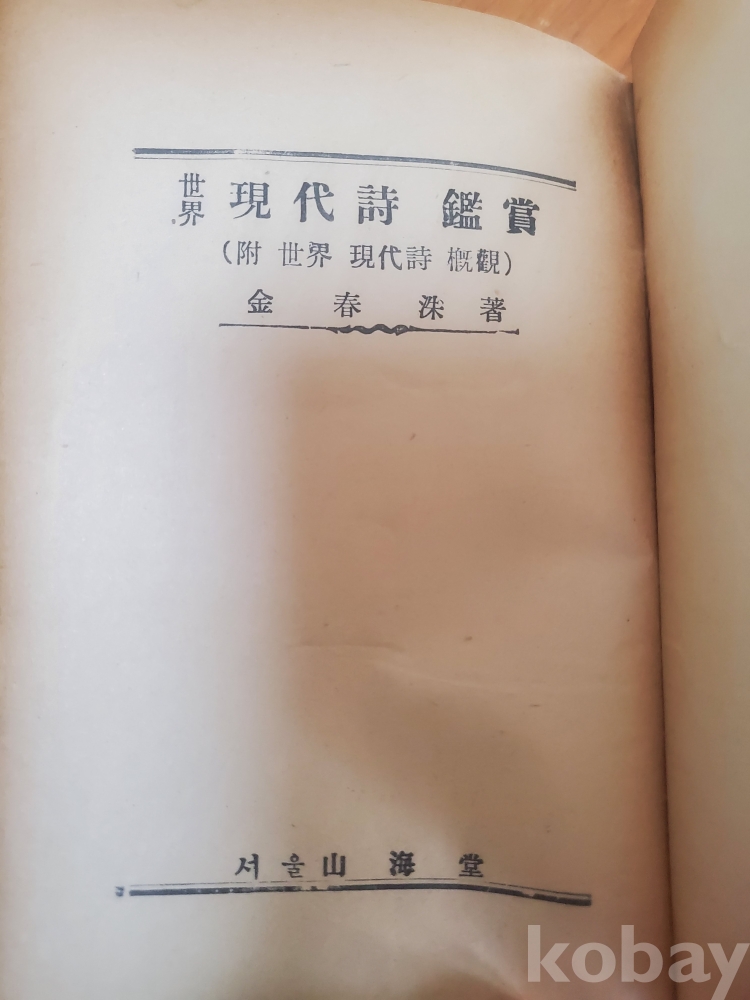 世界 現代詩 鑑賞
(附 世界 現代詩 概觀)
金春洙 著
서울 山海堂
kobay